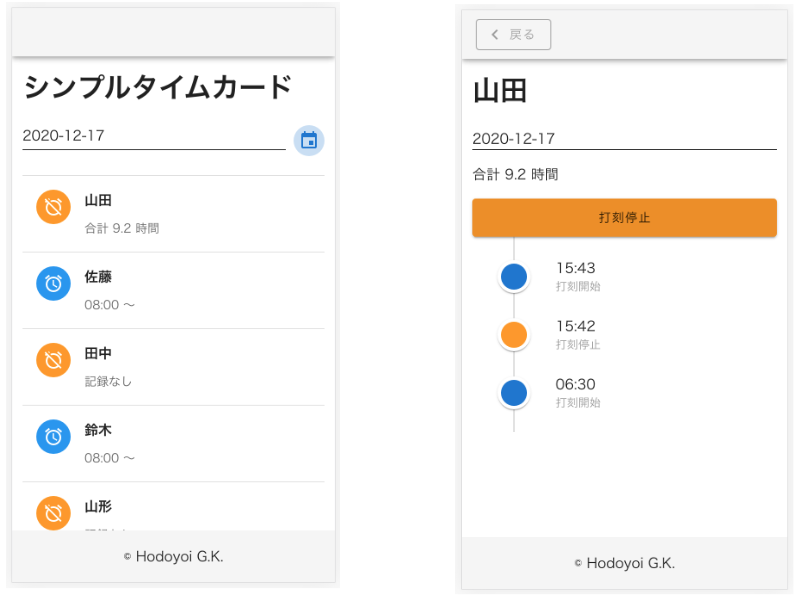 シンプルタイムカード
2020-12-17
山田
合計 9.2 時間
佐藤
08:00 〜
田中
記録なし
鈴木
08:00 〜
山形
© Hodoyoi G.K.
戻る
山田
2020-12-17
合計 9.2 時間
打刻停止
15:43
打刻開始
15:42
打刻停止
06:30
打刻開始
© Hodoyoi G.K.